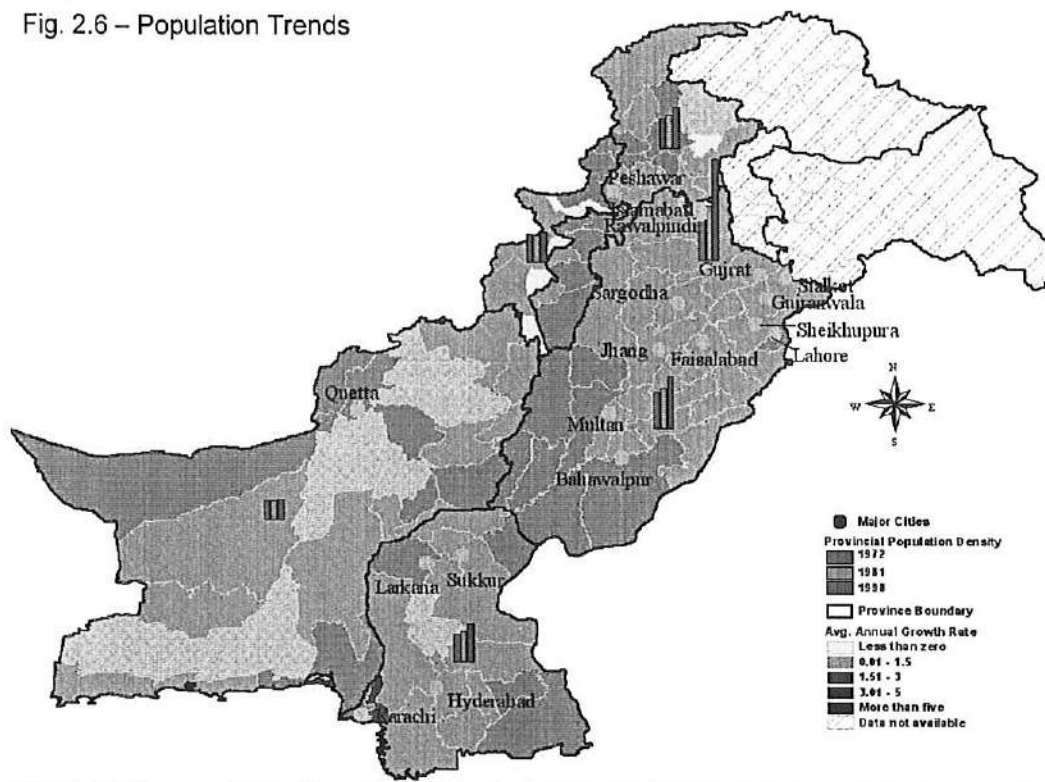 Fig. 2.6 – Population Trends
Peshawar
Islamabad
Rawalpindi
Gujrat
Sialkot
Gujranwala
Sargodha
Sheikhupura
Lahore
Jhang
Faisalabad
Quetta
Multan
Bahawalpur
Larkana
Sukkur
Hyderabad
Karachi
N
W
E
S
Major Cities
Provincial Population Density
1972
1981
1998
Province Boundary
Avg. Annual Growth Rate
Less than zero
0.01 - 1.5
1.51 - 3
3.01 - 5
More than five
Data not available